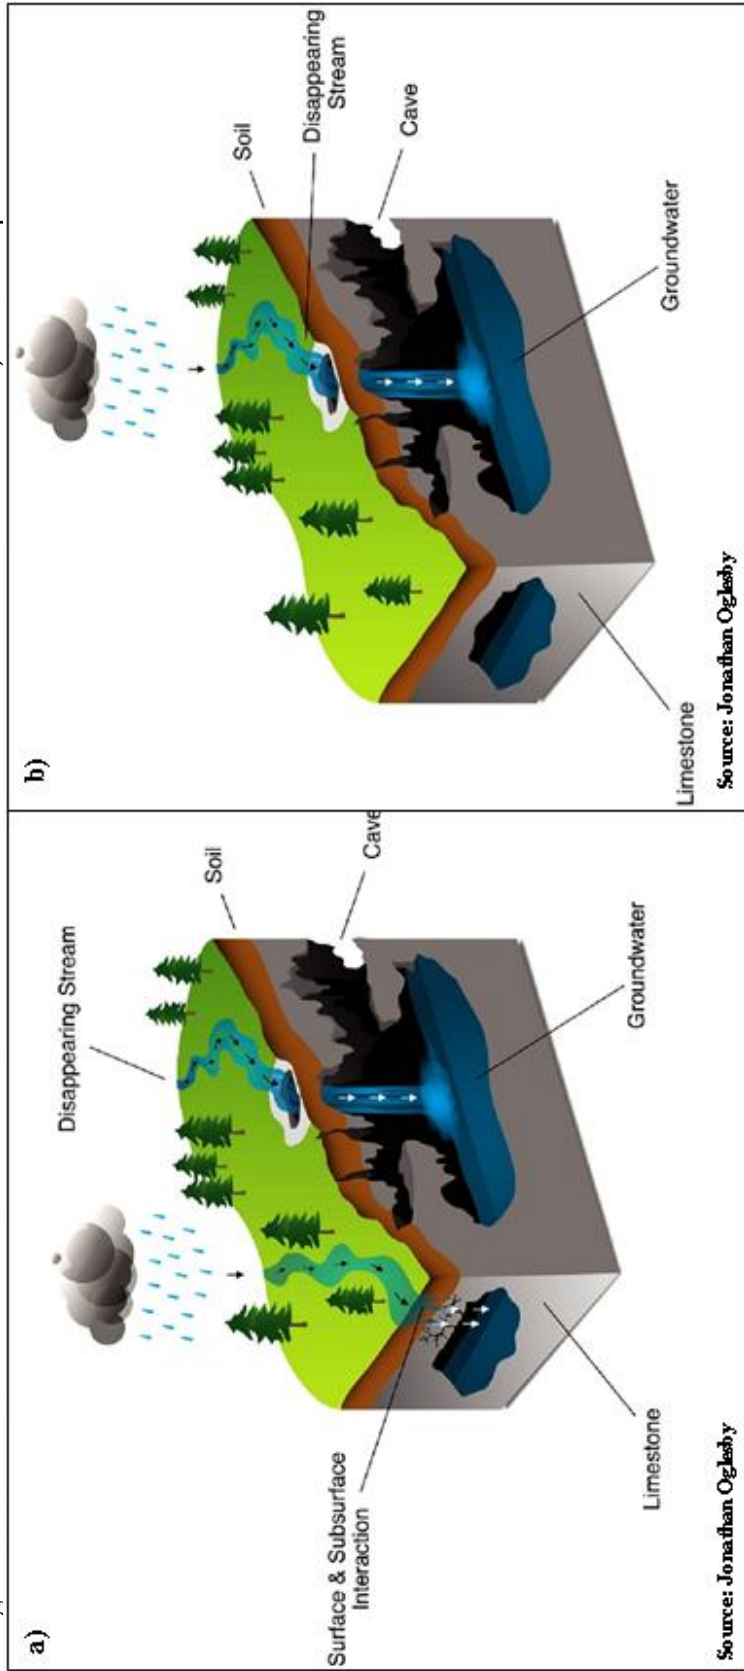 a)
Disappearing Stream
Soil
Cave
Surface & Subsurface
Interaction
Groundwater
Limestone
Source: Jonathan Oglesby
b)
Soil
Disappearing
Stream
Cave
Groundwater
Limestone
Source: Jonathan Oglesby